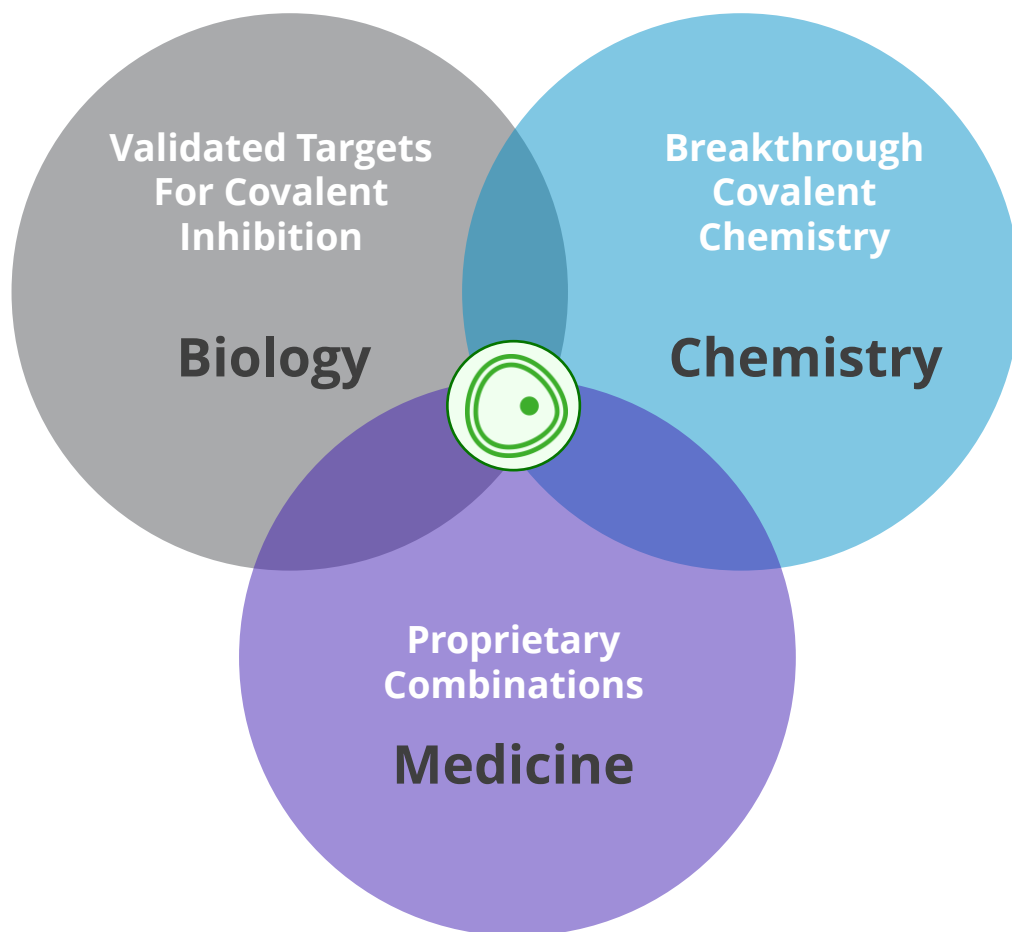 Validated Targets
For Covalent
Inhibition
Biology
Breakthrough
Covalent
Chemistry
Chemistry
Proprietary
Combinations
Medicine